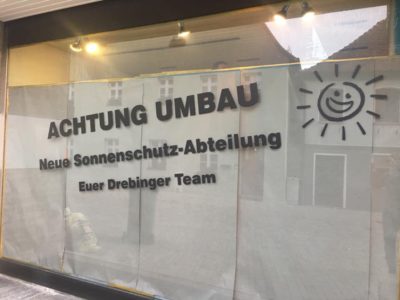 ACHTUNG UMBAU
Neue Sonnenschutz-Abteilung
Euer Drebinger Team